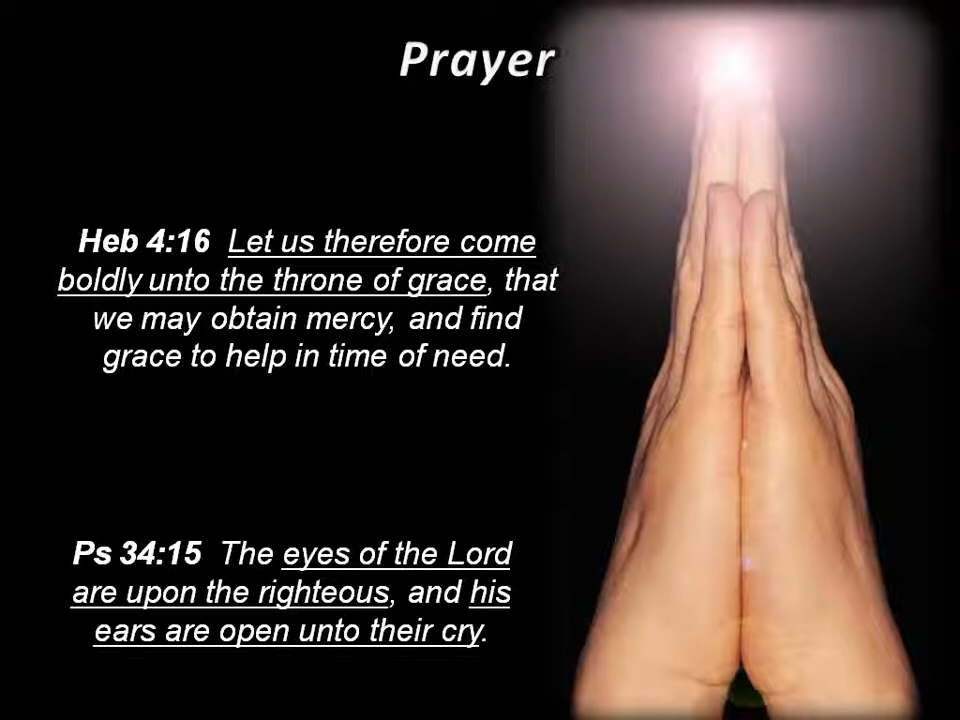 Prayer
Heb 4:16 Let us therefore come
boldly unto the throne of grace, that
we may obtain mercy, and find
grace to help in time of need.
Ps 34:15 The eyes of the Lord
are upon the righteous, and his
ears are open unto their cry.